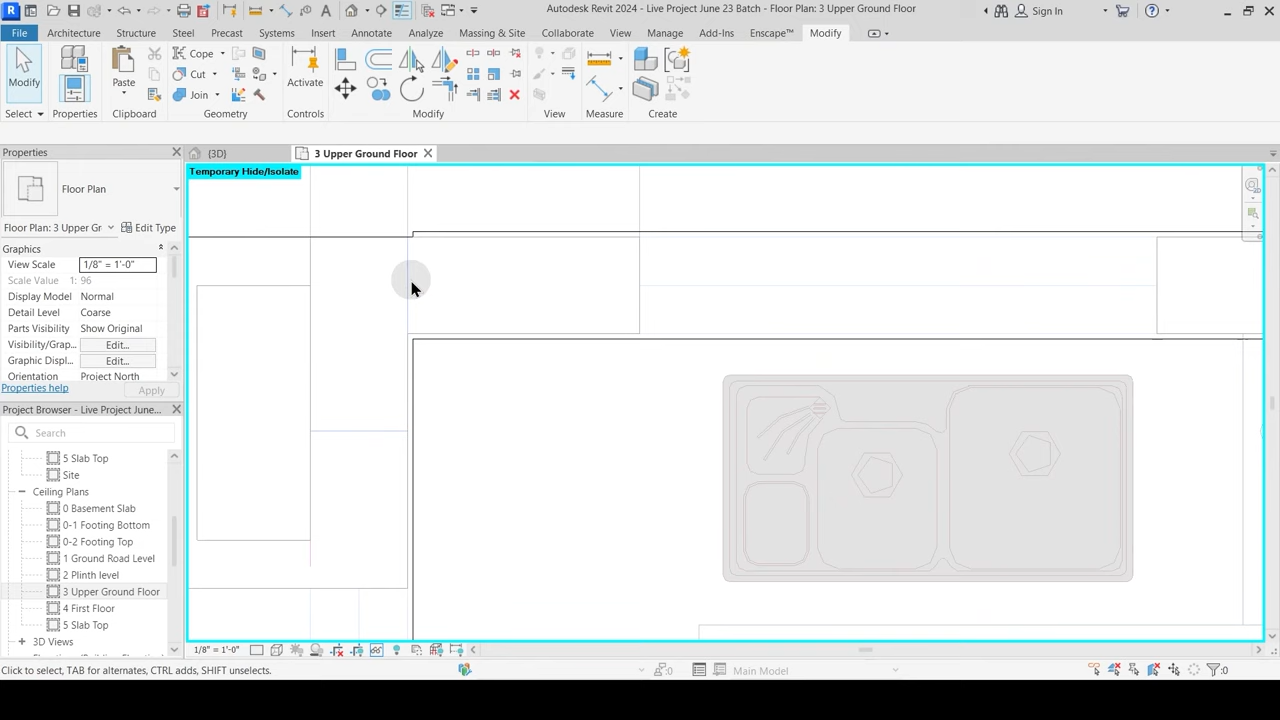 Autodesk Revit 2024 - Live Project June 23 Batch - Floor Plan: 3 Upper Ground Floor
Sign In
File Architecture Structure Steel Precast Systems Insert Annotate Analyze Massing & Site Collaborate View Manage Add-Ins Enscape™ Modify
Modify Paste Cope Cut Join Activate
Select Properties Clipboard Geometry Controls Modify View Measure Create
Properties
{3D}
3 Upper Ground Floor
Temporary Hide/Isolate
Floor Plan
Floor Plan: 3 Upper Gr
Edit Type
Graphics
View Scale 1/8" = 1'-0"
Scale Value 1: 96
Display Model Normal
Detail Level Coarse
Parts Visibility Show Original
Visibility/Grap... Edit...
Graphic Displ... Edit...
Orientation Project North
Properties help
Apply
Project Browser - Live Project June...
Search
5 Slab Top
Site
Ceiling Plans
0 Basement Slab
0-1 Footing Bottom
0-2 Footing Top
1 Ground Road Level
2 Plinth level
3 Upper Ground Floor
4 First Floor
5 Slab Top
3D Views
1/8" = 1'-0"
Click to select, TAB for alternates, CTRL adds, SHIFT unselects.
:0
Main Model
:0